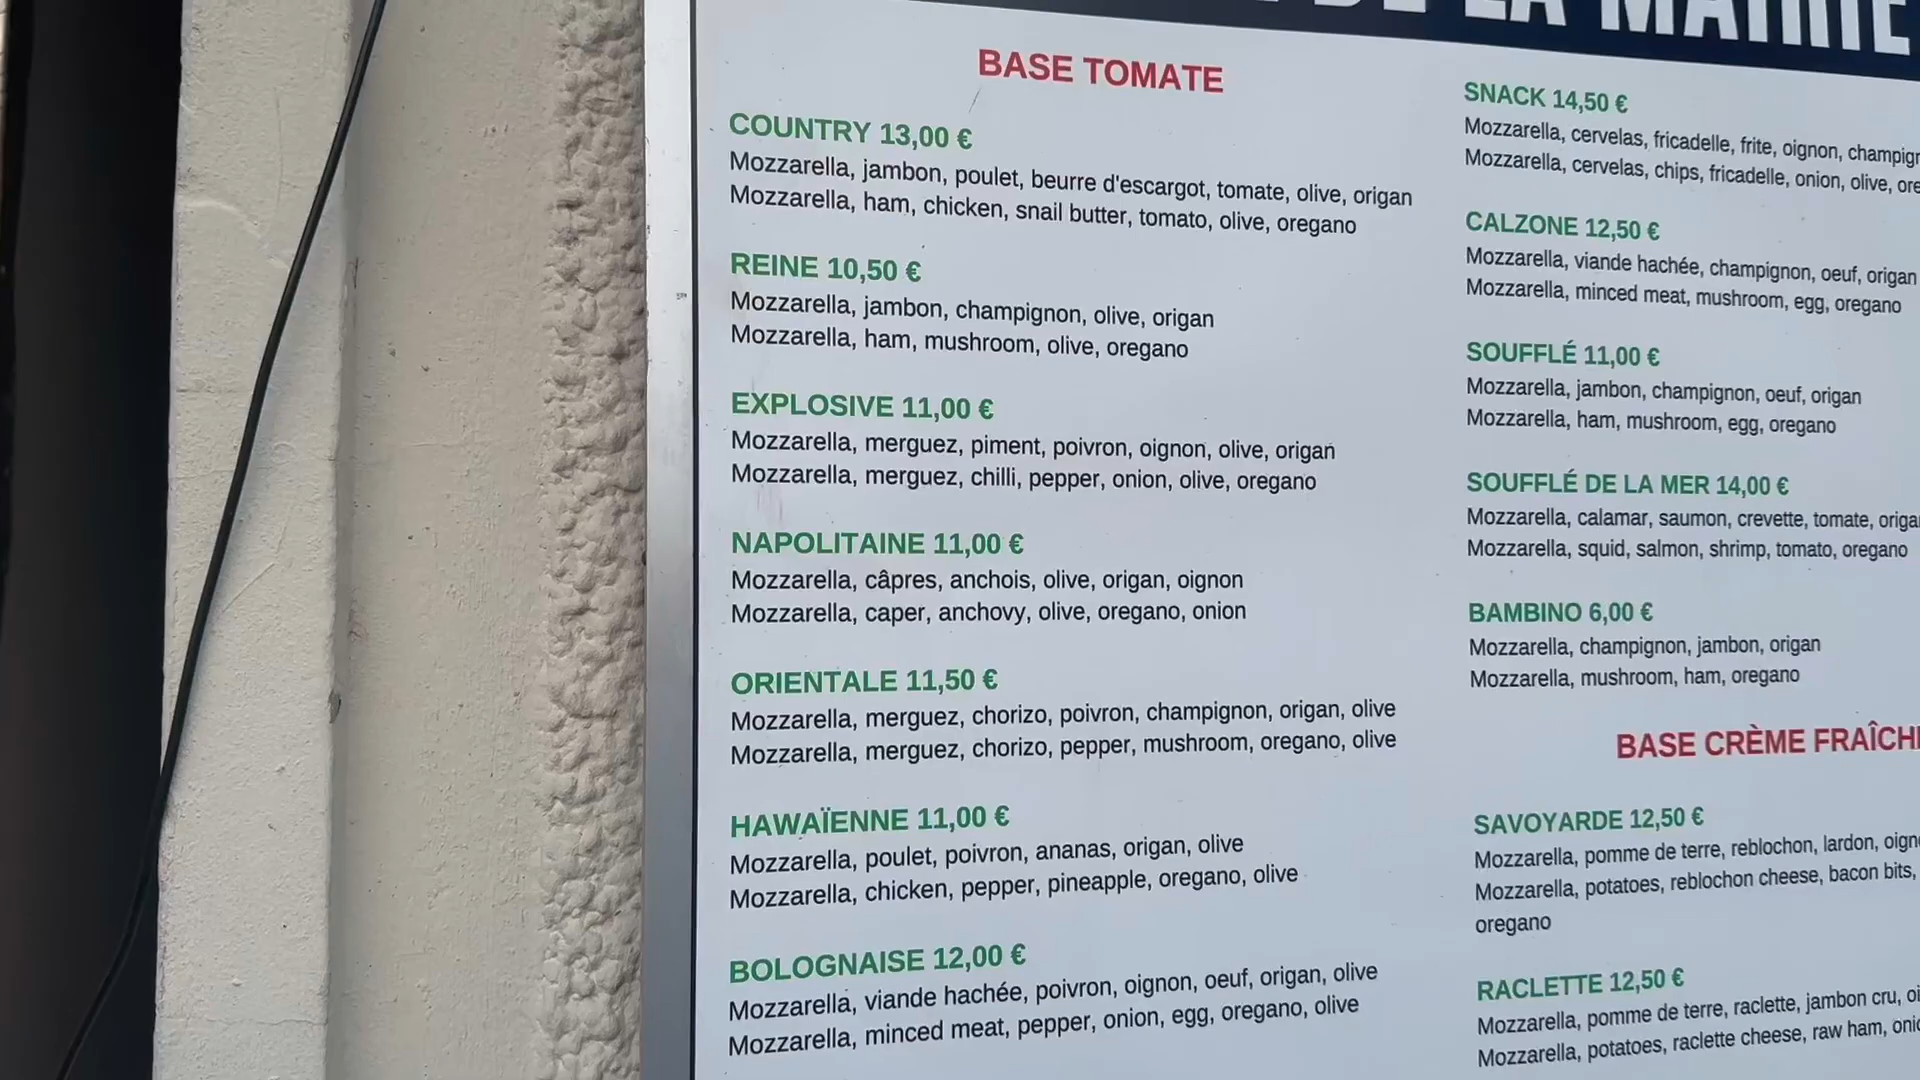 DE LA MAIRIE
BASE TOMATE
COUNTRY 13,00 €
Mozzarella, jambon, poulet, beurre d'escargot, tomate, olive, origan
Mozzarella, ham, chicken, snail butter, tomato, olive, oregano
REINE 10,50 €
Mozzarella, jambon, champignon, olive, origan
Mozzarella, ham, mushroom, olive, oregano
EXPLOSIVE 11,00 €
Mozzarella, merguez, piment, poivron, oignon, olive, origan
Mozzarella, merguez, chilli, pepper, onion, olive, oregano
NAPOLITAINE 11,00 €
Mozzarella, câpres, anchois, olive, origan, oignon
Mozzarella, caper, anchovy, olive, oregano, onion
ORIENTALE 11,50 €
Mozzarella, merguez, chorizo, poivron, champignon, origan, olive
Mozzarella, merguez, chorizo, pepper, mushroom, oregano, olive
HAWAÏENNE 11,00 €
Mozzarella, poulet, poivron, ananas, origan, olive
Mozzarella, chicken, pepper, pineapple, oregano, olive
BOLOGNAISE 12,00 €
Mozzarella, viande hachée, poivron, oignon, oeuf, origan, olive
Mozzarella, minced meat, pepper, onion, egg, oregano, olive
SNACK 14,50 €
Mozzarella, cervelas, fricadelle, frite, oignon,
Mozzarella, cervelas, chips, fricadelle, onion, olive,
CALZONE 12,50 €
Mozzarella, viande hachée, champignon, oeuf, origan
Mozzarella, minced meat, mushroom, egg, oregano
SOUFFLÉ 11,00 €
Mozzarella, jambon, champignon, oeuf, origan
Mozzarella, ham, mushroom, egg, oregano
SOUFFLÉ DE LA MER 14,00 €
Mozzarella, calamar, saumon, crevette, tomate,
Mozzarella, squid, salmon, shrimp, tomato, oregano
BAMBINO 6,00 €
Mozzarella, champignon, jambon, origan
Mozzarella, mushroom, ham, oregano
BASE CRÈME
SAVOYARDE 12,50 €
Mozzarella, pomme de terre, reblochon, lardon,
Mozzarella, potatoes, reblochon cheese, bacon bits,
oregano
RACLETTE 12,50 €
Mozzarella, pomme de terre, raclette, jambon cru,
Mozzarella, potatoes, raclette cheese, raw ham,